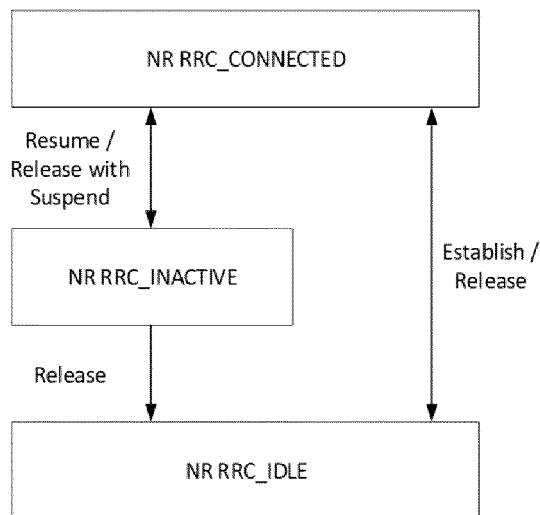 NR RRC_CONNECTED
Resume /
Release with
Suspend
NR RRC_INACTIVE
Establish /
Release
Release
NR RRC_IDLE